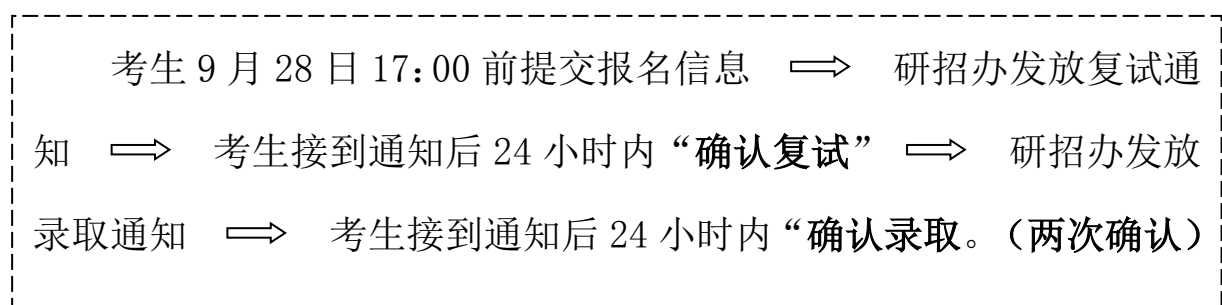 考生 9 月 28 日 17:00 前提交报名信息 ⇒ 研招办发放复试通
知 ⇒ 考生接到通知后 24 小时内“确认复试” ⇒ 研招办发放
录取通知 ⇒ 考生接到通知后 24 小时内“确认录取。（两次确认）